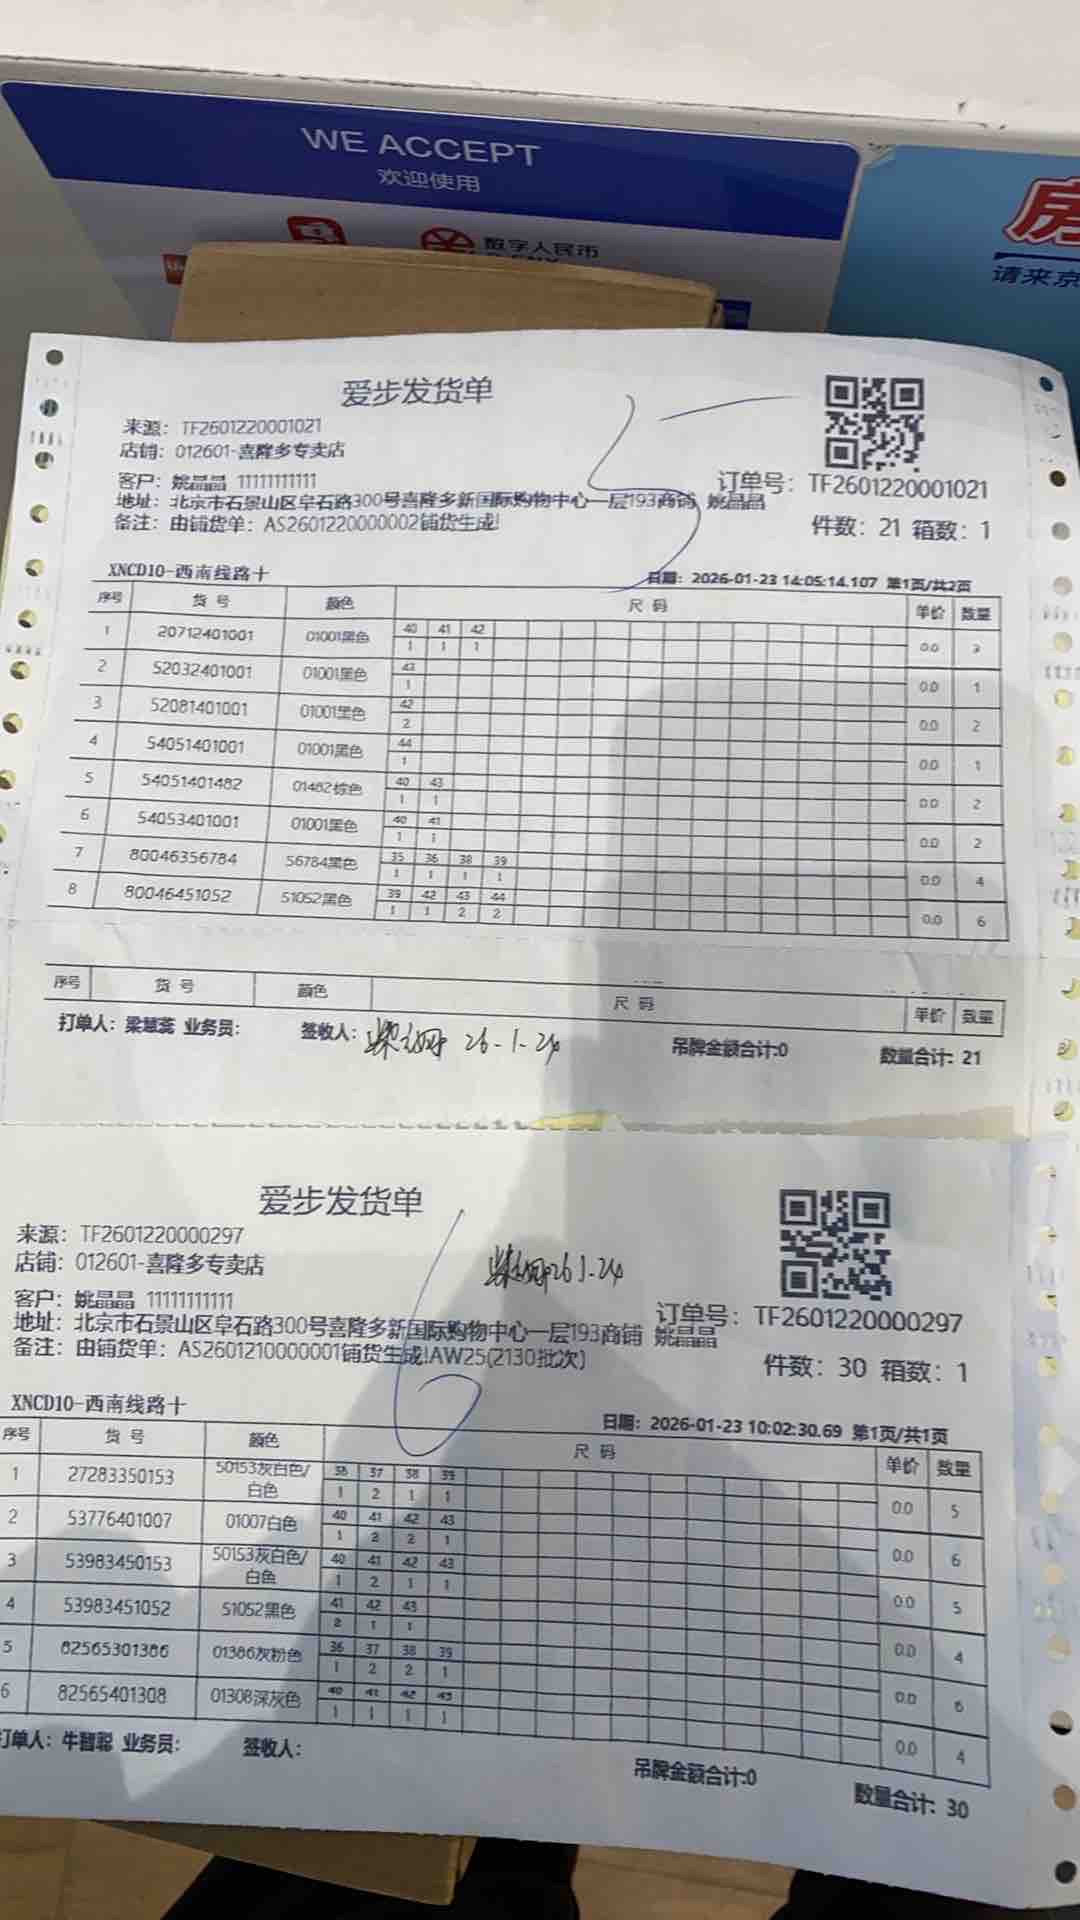 WE ACCEPT
欢迎使用
数字人民币
房
请来京
爱步发货单
来源：TF2601220001021
店铺：012601-喜隆多专卖店
客户：姚晶晶 11111111111
地址：北京市石景山区阜石路300号喜隆多新国际购物中心一层193商铺 姚晶晶
备注：由铺货单：AS2601220000002铺货生成!
订单号：TF2601220001021
件数：21 箱数：1
5
XNCD10-西南线路十
日期：2026-01-23 14:05:14.107 第1页/共2页
序号 货 号 颜色 尺 码 单价 数量
1 20712401001 01001黑色 40 41 42 0.0 3
1 1 1
2 52032401001 01001黑色 43 0.0 1
1
3 52081401001 01001黑色 42 0.0 2
2
4 54051401001 01001黑色 44 0.0 1
1
5 54051401482 01482棕色 40 43 0.0 2
1 1
6 54053401001 01001黑色 40 41 0.0 2
1 1
7 80046356784 56784黑色 35 36 38 39 0.0 4
1 1 1 1
8 80046451052 51052黑色 39 42 43 44 0.0 6
1 1 2 2
序号 货 号 颜色 尺 码 单价 数量
打单人：梁慧蕊 业务员： 签收人： 26.1.24 吊牌金额合计:0 数量合计：21
爱步发货单
来源：TF2601220000297
店铺：012601-喜隆多专卖店
客户：姚晶晶 11111111111
地址：北京市石景山区阜石路300号喜隆多新国际购物中心一层193商铺 姚晶晶
备注：由铺货单：AS2601210000001铺货生成!AW25(2130批次)
26.1.24
订单号：TF2601220000297
件数：30 箱数：1
6
XNCD10-西南线路十
日期：2026-01-23 10:02:30.69 第1页/共1页
序号 货 号 颜色 尺 码 单价 数量
1 27283350153 50153灰白色/白色 36 37 38 39 0.0 5
1 2 1 1
2 53776401007 01007白色 40 41 42 43 0.0 6
1 2 2 1
3 53983450153 50153灰白色/白色 40 41 42 43 0.0 5
1 2 1 1
4 53983451052 51052黑色 41 42 43 0.0 4
2 1 1
5 82565301386 01386灰粉色 36 37 38 39 0.0 6
1 2 2 1
6 82565401308 01308深灰色 40 41 42 43 0.0 4
1 1 1 1
打单人：牛智聪 业务员： 签收人： 吊牌金额合计:0 数量合计：30